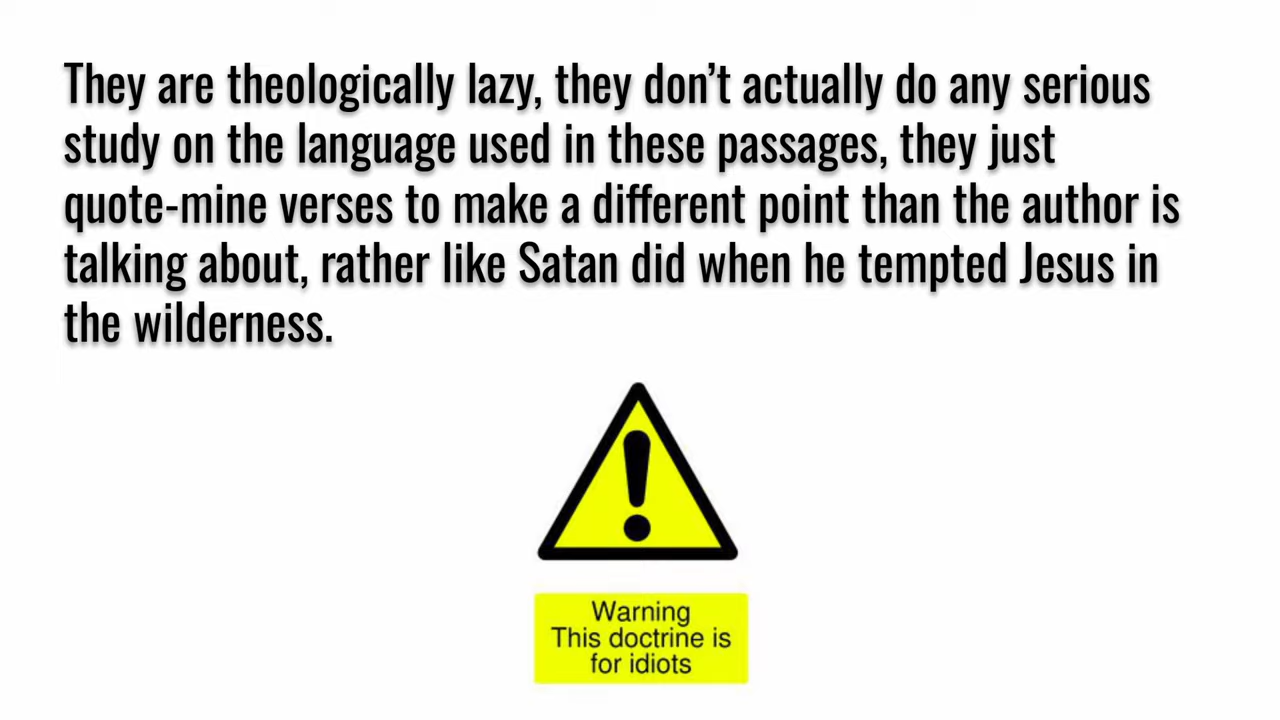 They are theologically lazy, they don’t actually do any serious
study on the language used in these passages, they just
quote-mine verses to make a different point than the author is
talking about, rather like Satan did when he tempted Jesus in
the wilderness.
Warning
This doctrine is
for idiots